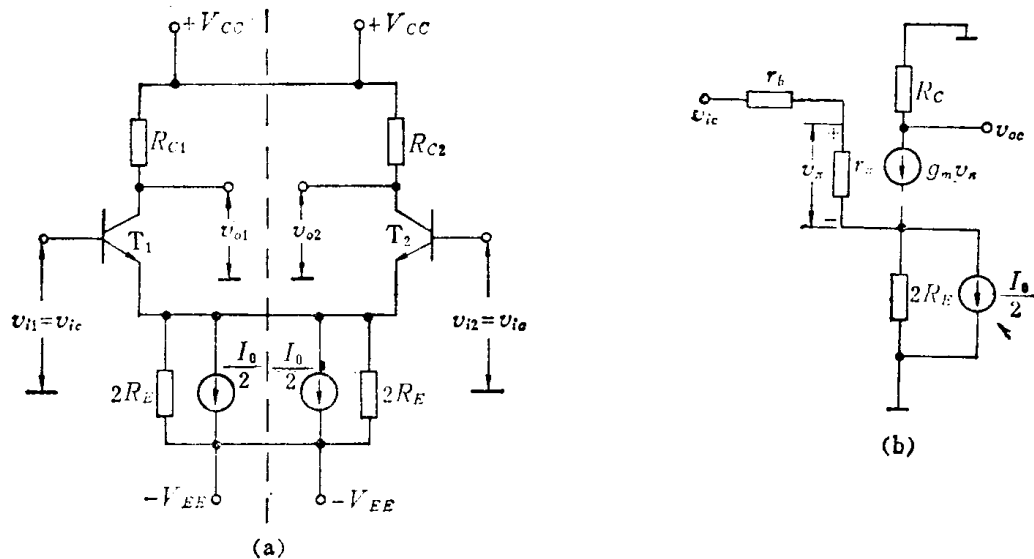 +V_CC
+V_CC
R_C1
R_C2
v_o1
v_o2
T_1
T_2
v_i1=v_ic
v_i2=v_ia
2R_E
I_0/2
I_0/2
2R_E
-V_EE
-V_EE
(a)
r_b
v_ic
R_C
v_oc
+
v_π
r_π
g_m v_π
-
2R_E
I_0/2
(b)